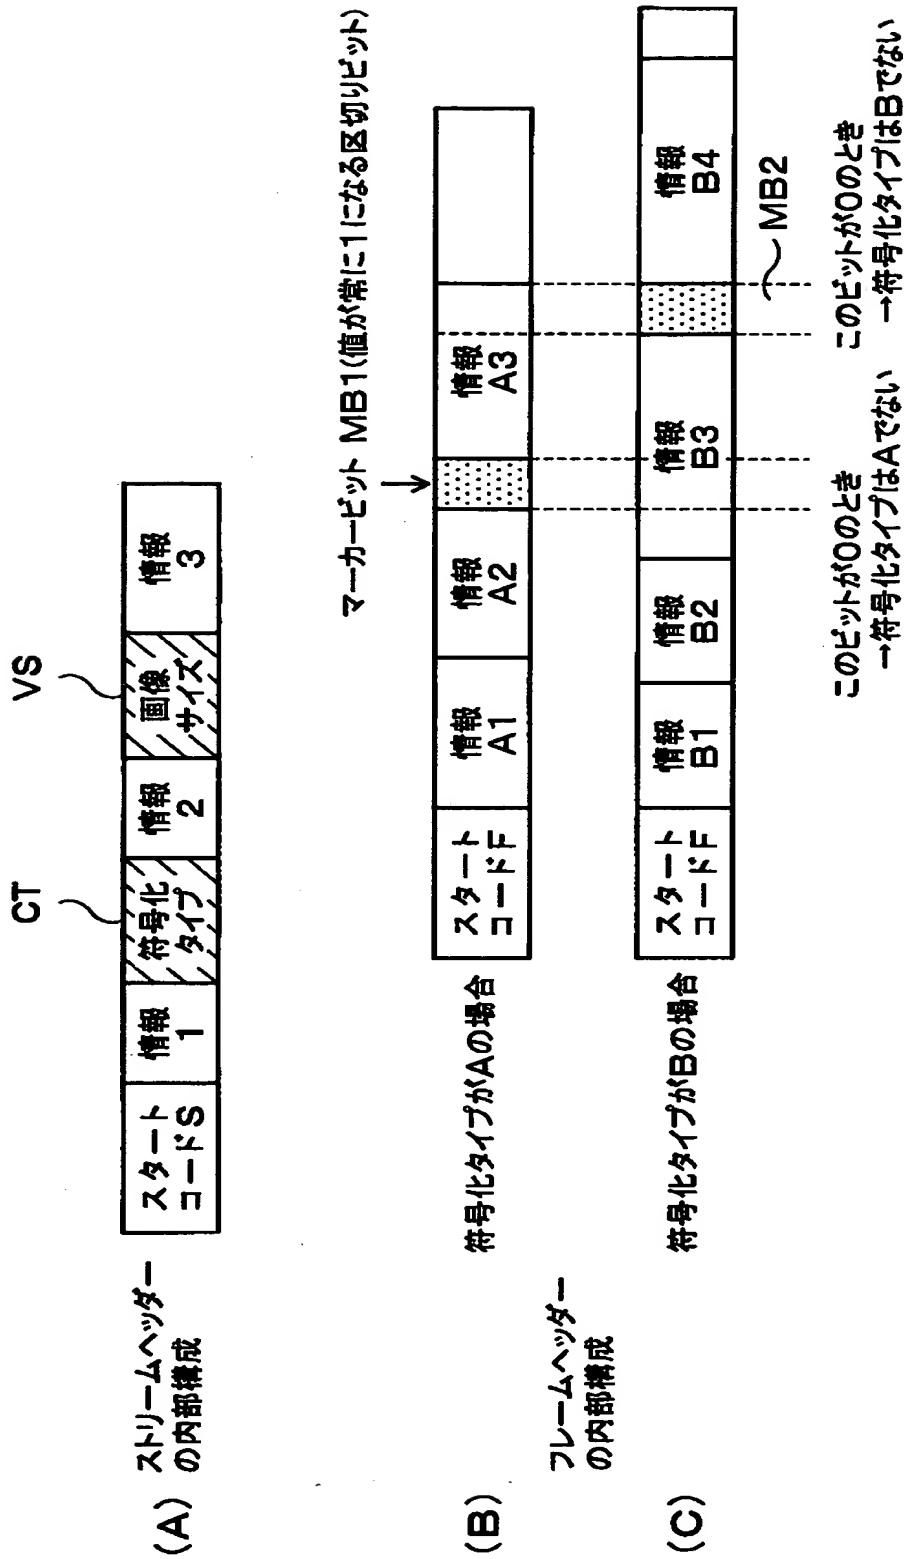 (A)
ストリームヘッダー
の内部構成
CT
VS
スタート
コードS
情報
1
符号化
タイプ
情報
2
画像
サイズ
情報
3
フレームヘッダー
の内部構成
マーカービット MB1(値が常に1になる区切りビット)
(B)
符号化タイプがAの場合
スタート
コードF
情報
A1
情報
A2
情報
A3
(C)
符号化タイプがBの場合
スタート
コードF
情報
B1
情報
B2
情報
B3
情報
B4
MB2
このビットが0のとき
→符号化タイプはAでない
このビットが0のとき
→符号化タイプはBでない